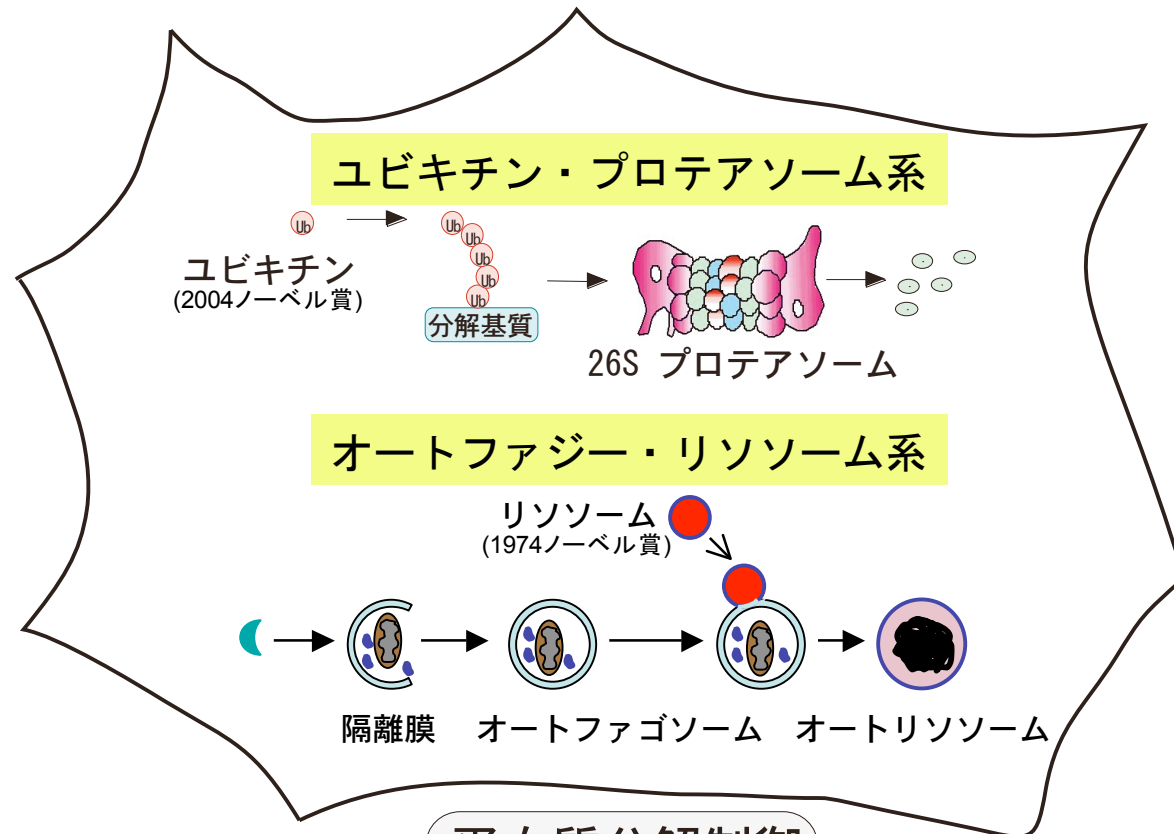 ユビキチン・プロテアソーム系
Ub
Ub
Ub
Ub
Ub
Ub
ユビキチン
(2004ノーベル賞)
分解基質
26S プロテアソーム
オートファジー・リソソーム系
リソソーム
(1974ノーベル賞)
隔離膜 オートファゴソーム オートリソソーム